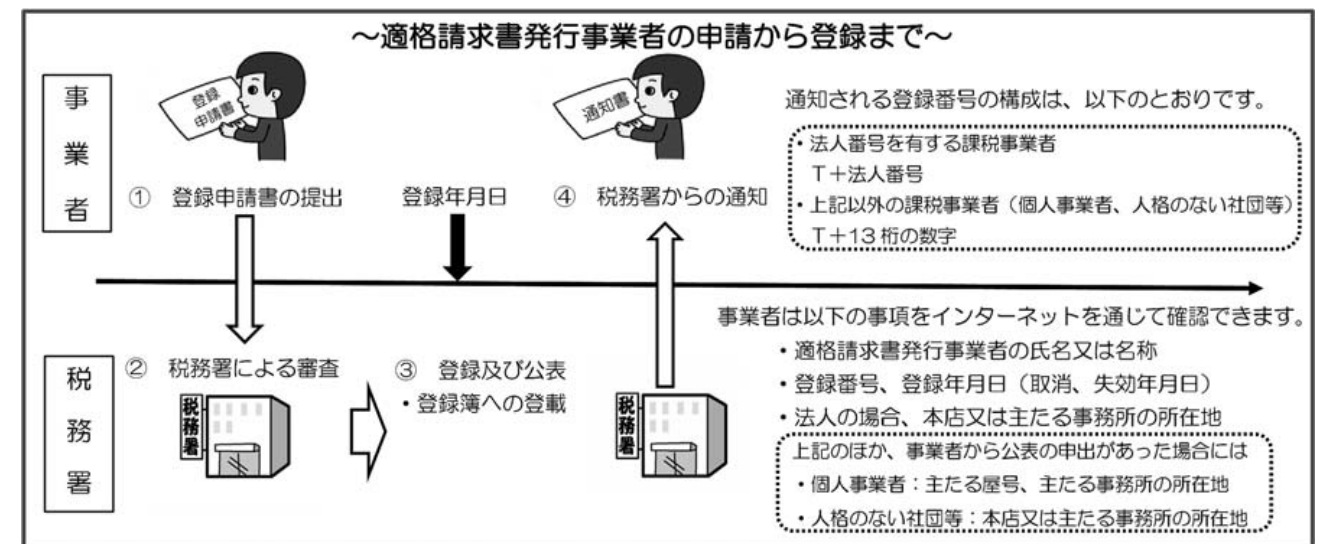 ~適格請求書発行事業者の申請から登録まで~
事業者
登録
申請書
通知書
① 登録申請書の提出
登録年月日
④ 税務署からの通知
通知される登録番号の構成は、以下のとおりです。
・法人番号を有する課税事業者
T+法人番号
・上記以外の課税事業者(個人事業者、人格のない社団等)
T+13桁の数字
税務署
② 税務署による審査
税務署
③ 登録及び公表
・登録簿への登載
税務署
事業者は以下の事項をインターネットを通じて確認できます。
・適格請求書発行事業者の氏名又は名称
・登録番号、登録年月日(取消、失効年月日)
・法人の場合、本店又は主たる事務所の所在地
上記のほか、事業者から公表の申出があった場合には
・個人事業者:主たる屋号、主たる事務所の所在地
・人格のない社団等:本店又は主たる事務所の所在地